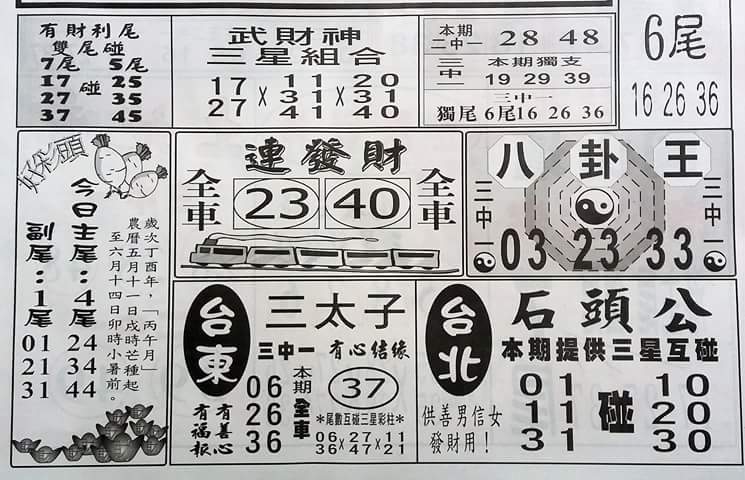 有財利尾
雙尾碰
7尾 5尾
17 碰 25
27 35
37 45
武財神
三星組合
17 × 11 × 20
27 31 31
41 40
本期
二中一 28 48
三中一
本期獨支
19 29 39
三中一
獨尾 6尾16 26 36
6尾
16 26 36
好彩頭
今日主尾:4尾
24
34
44
副尾:1尾
01
21
31
歲次丁酉年,「丙午月」
農曆五月十一日戌時芒種起
至六月十四日卯時小暑前。
連發財
全車 23 40 全車
八卦王
三中一 03 23 33 三中一
台東
三太子
三中一 有心結緣
06
26
36
本期全車
37
有善心
有福報
*尾數互碰三星彩柱*
06 × 27 × 11
36 47 21
台北
石頭公
本期提供三星互碰
供善男信女
發財用!
01 碰 10
11 20
31 30